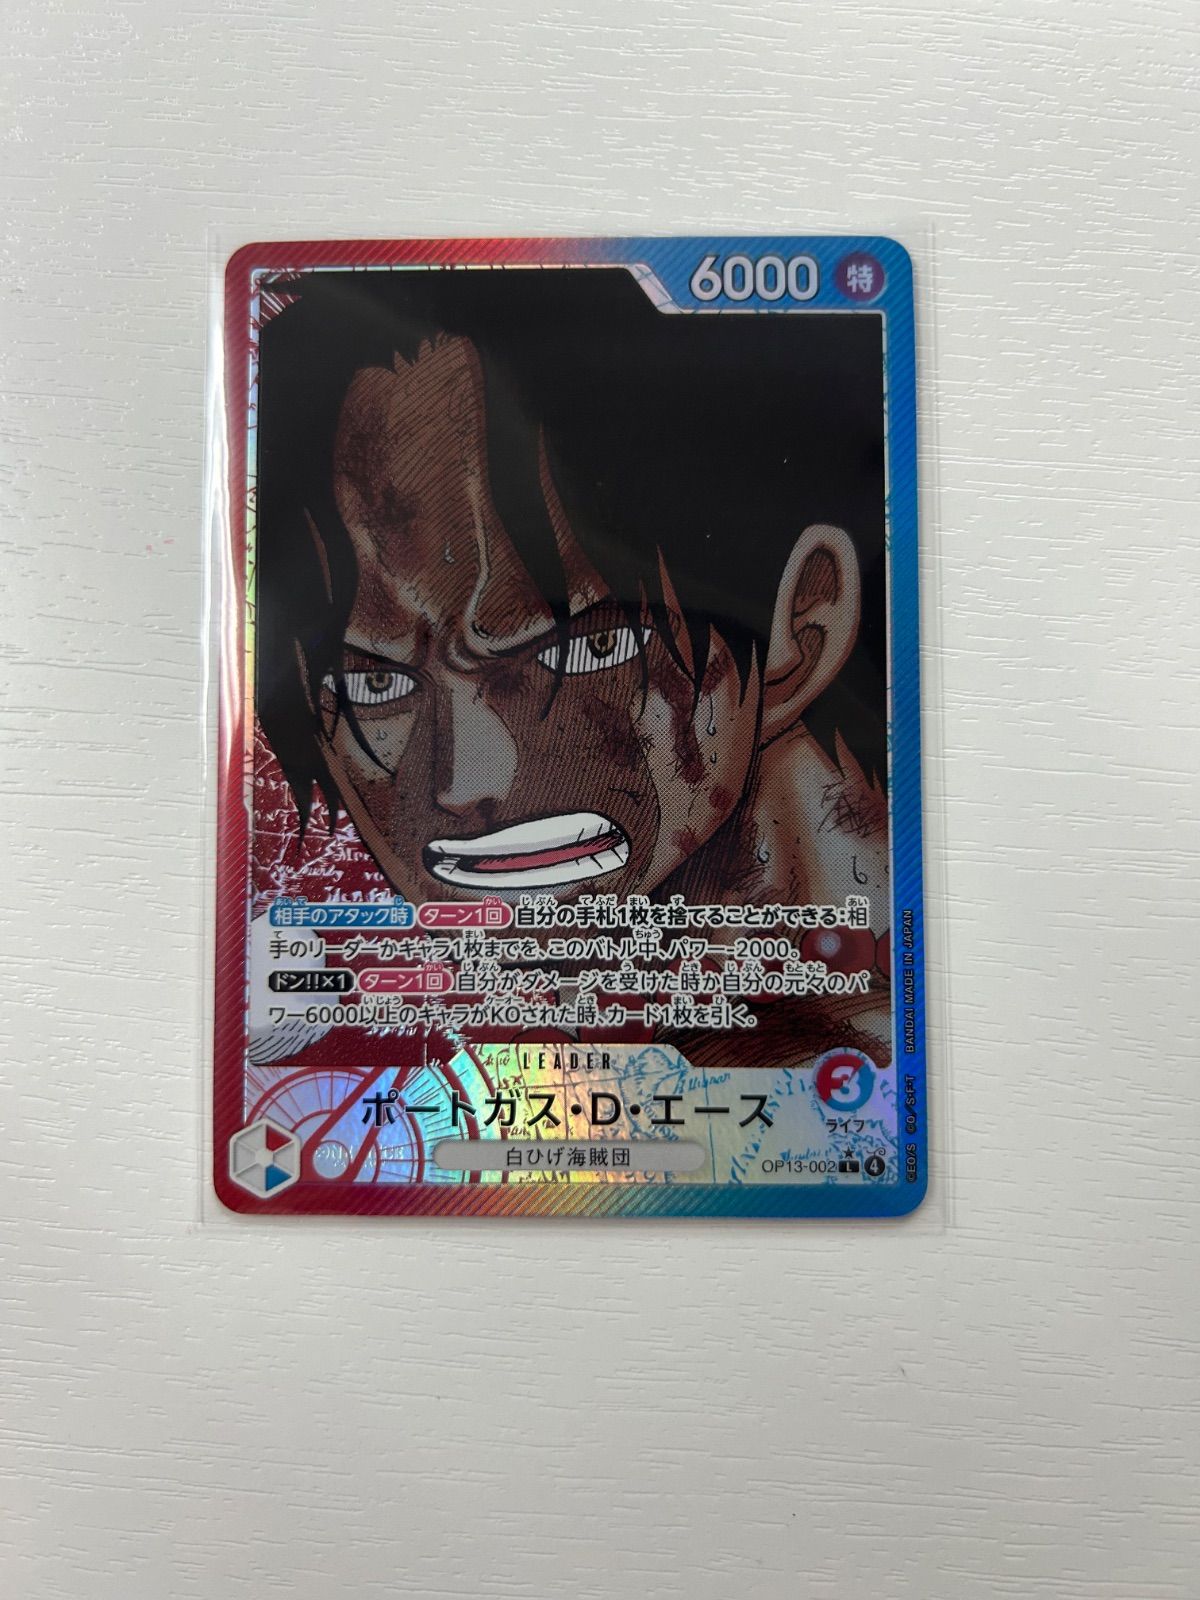 6000 特
相手のアタック時 ターン1回 自分の手札1枚を捨てることができる:相
手のリーダーかキャラ1枚までを、このバトル中、パワー-2000。
ドン!!×1 ターン1回 自分がダメージを受けた時か自分の元々のパ
ワー6000以上のキャラがKOされた時、カード1枚を引く。
LEADER
ポートガス・D・エース
3
ライフ
白ひげ海賊団
OP13-002 L 4
©EO/S ©O/S・F・T BANDAI MADE IN JAPAN